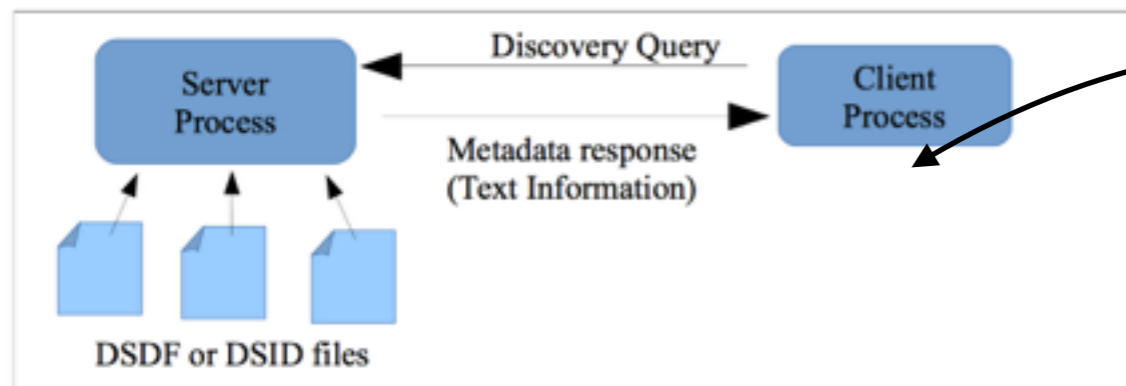 Server
Process
Discovery Query
Client
Process
Metadata response
(Text Information)
DSDF or DSID files